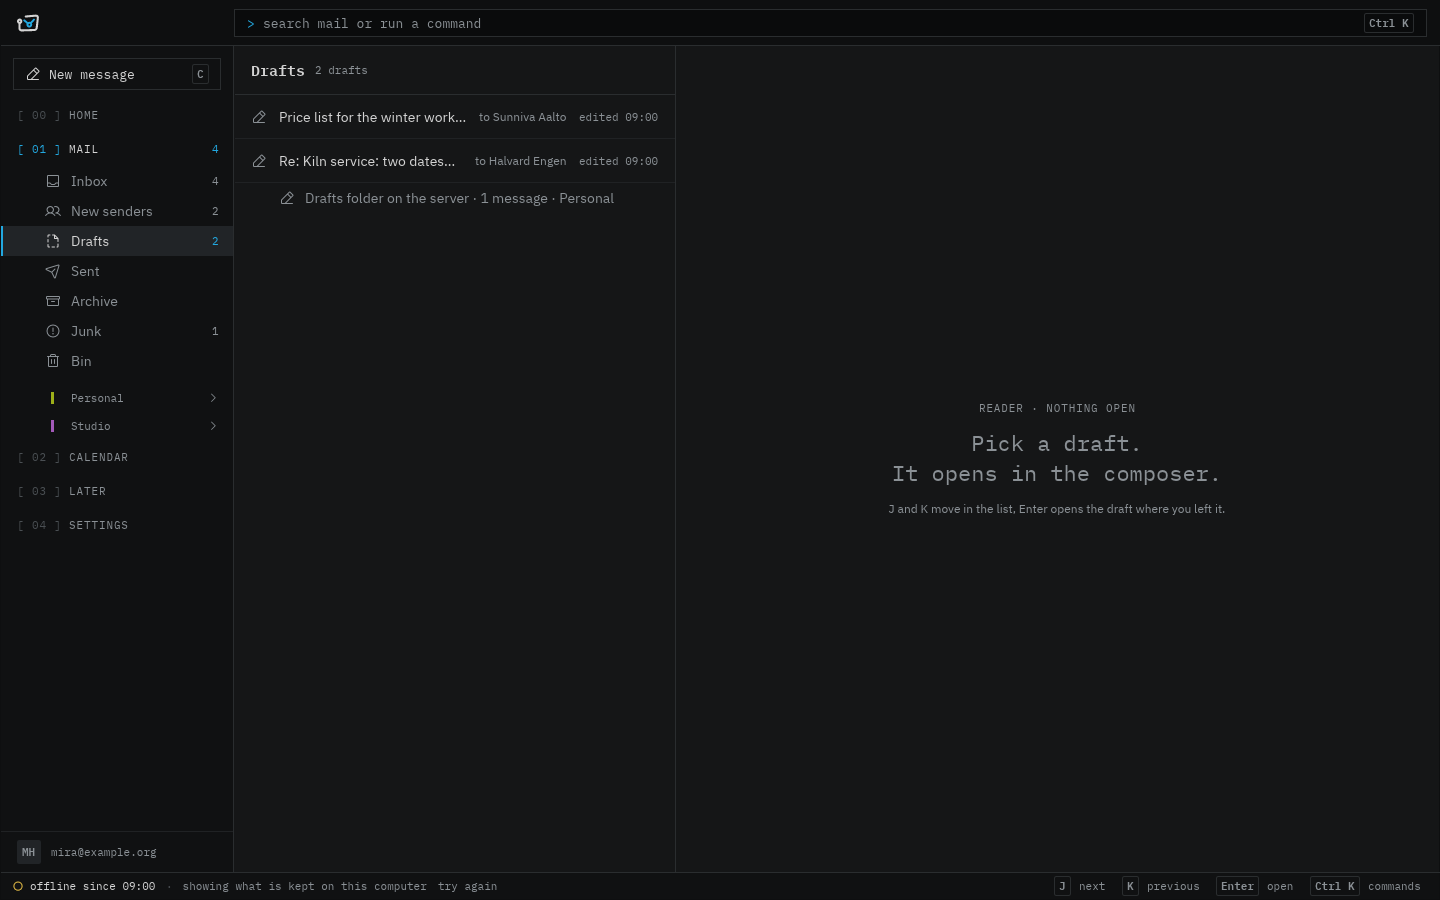 > search mail or run a command Ctrl K
New message C
[ 00 ] HOME
[ 01 ] MAIL 4
Inbox 4
New senders 2
Drafts 2
Sent
Archive
Junk 1
Bin
Personal
Studio
[ 02 ] CALENDAR
[ 03 ] LATER
[ 04 ] SETTINGS
MH mira@example.org
Drafts 2 drafts
Price list for the winter work... to Sunniva Aalto edited 09:00
Re: Kiln service: two dates... to Halvard Engen edited 09:00
Drafts folder on the server · 1 message · Personal
READER · NOTHING OPEN
Pick a draft.
It opens in the composer.
J and K move in the list, Enter opens the draft where you left it.
offline since 09:00 · showing what is kept on this computer try again
J next K previous Enter open Ctrl K commands